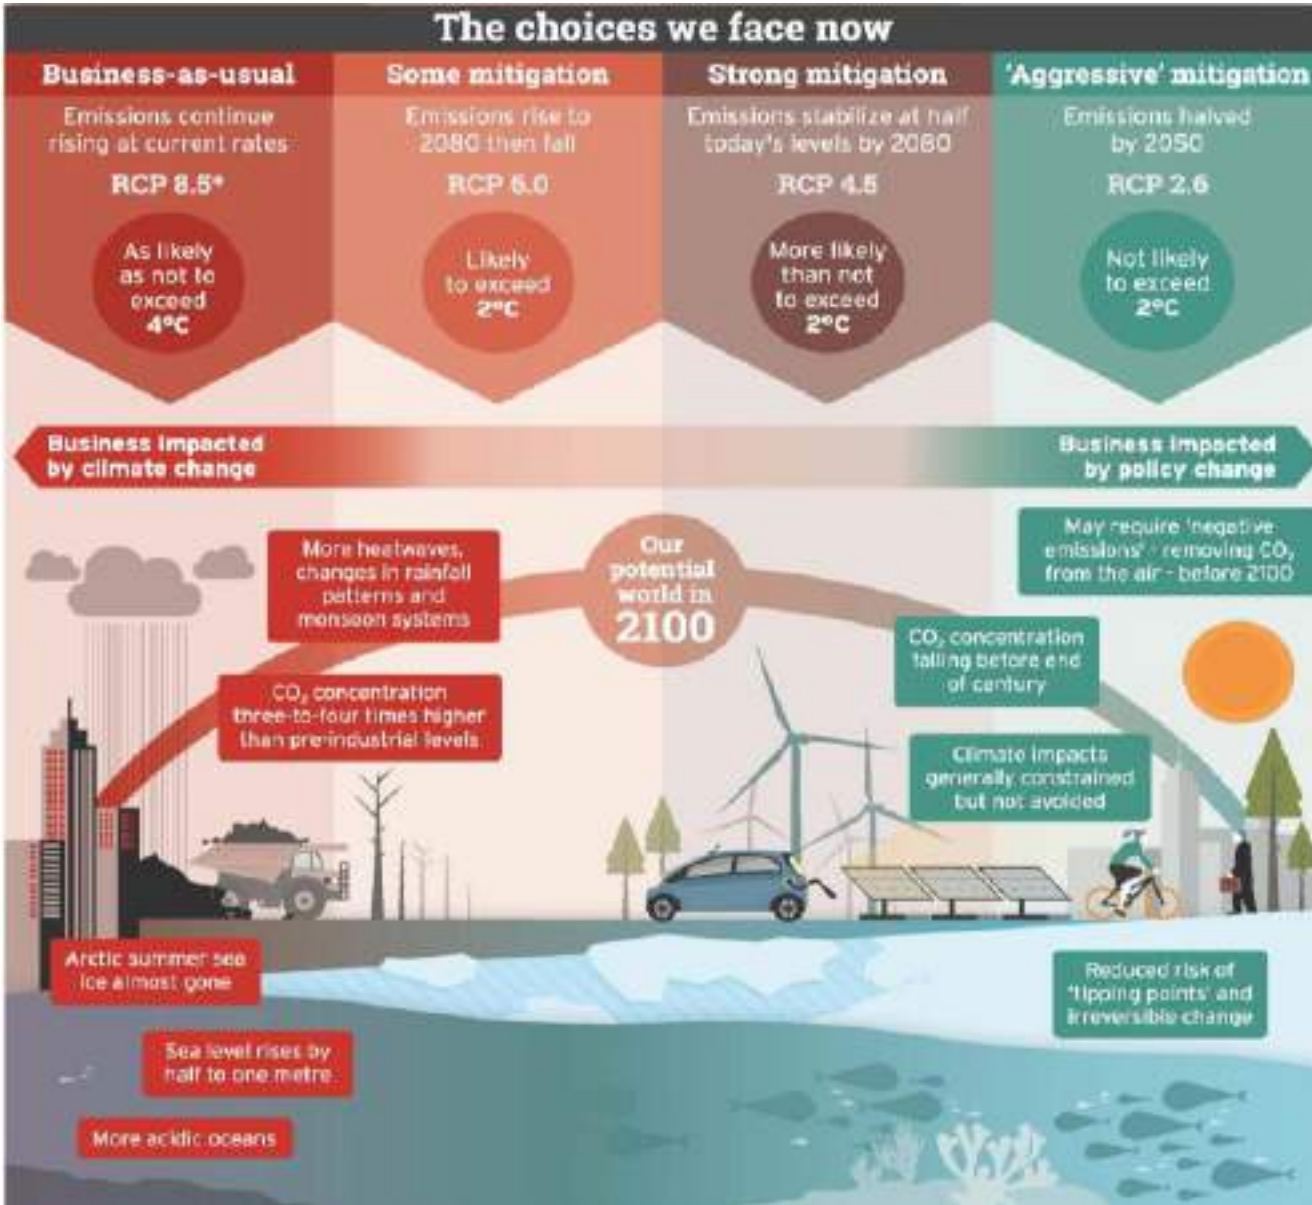 The choices we face now
Business-as-usual
Emissions continue
rising at current rates
RCP 8.5*
As likely
as not to
exceed
4°C
Some mitigation
Emissions rise to
2080 then fall
RCP 6.0
Likely
to exceed
2°C
Strong mitigation
Emissions stabilize at half
today's levels by 2080
RCP 4.5
More likely
than not
to exceed
2°C
'Aggressive' mitigation
Emissions halved
by 2050
RCP 2.6
Not likely
to exceed
2°C
Business impacted
by climate change
Business impacted
by policy change
More heatwaves,
changes in rainfall
patterns and
monsoon systems
CO₂ concentration
three-to-four times higher
than pre-industrial levels
Our
potential
world in
2100
May require 'negative
emissions' - removing CO₂
from the air - before 2100
CO₂ concentration
falling before end
of century
Climate impacts
generally constrained
but not avoided
Arctic summer sea
ice almost gone
Sea level rises by
half to one metre
More acidic oceans
Reduced risk of
'tipping points' and
irreversible change